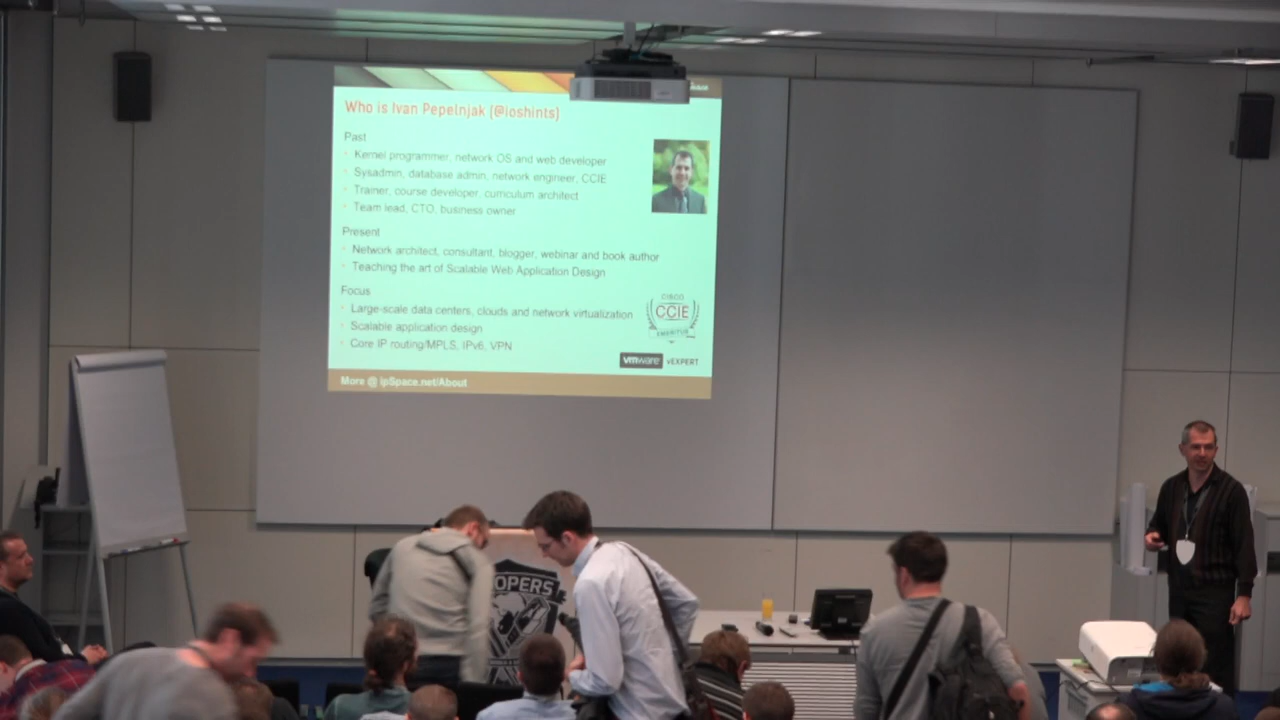 Who is Ivan Pepelnjak (@ioshints)
Past
Kernel programmer, network OS and web developer
Sysadmin, database admin, network engineer, CCIE
Trainer, course developer, curriculum architect
Team lead, CTO, business owner
Present
Network architect, consultant, blogger, webinar and book author
Teaching the art of Scalable Web Application Design
Focus
Large-scale data centers, clouds and network virtualization
Scalable application design
Core IP routing/MPLS, IPv6, VPN
CISCO
CCIE
EMERITUS
vmware vEXPERT
More @ ipSpace.net/About
OPERS